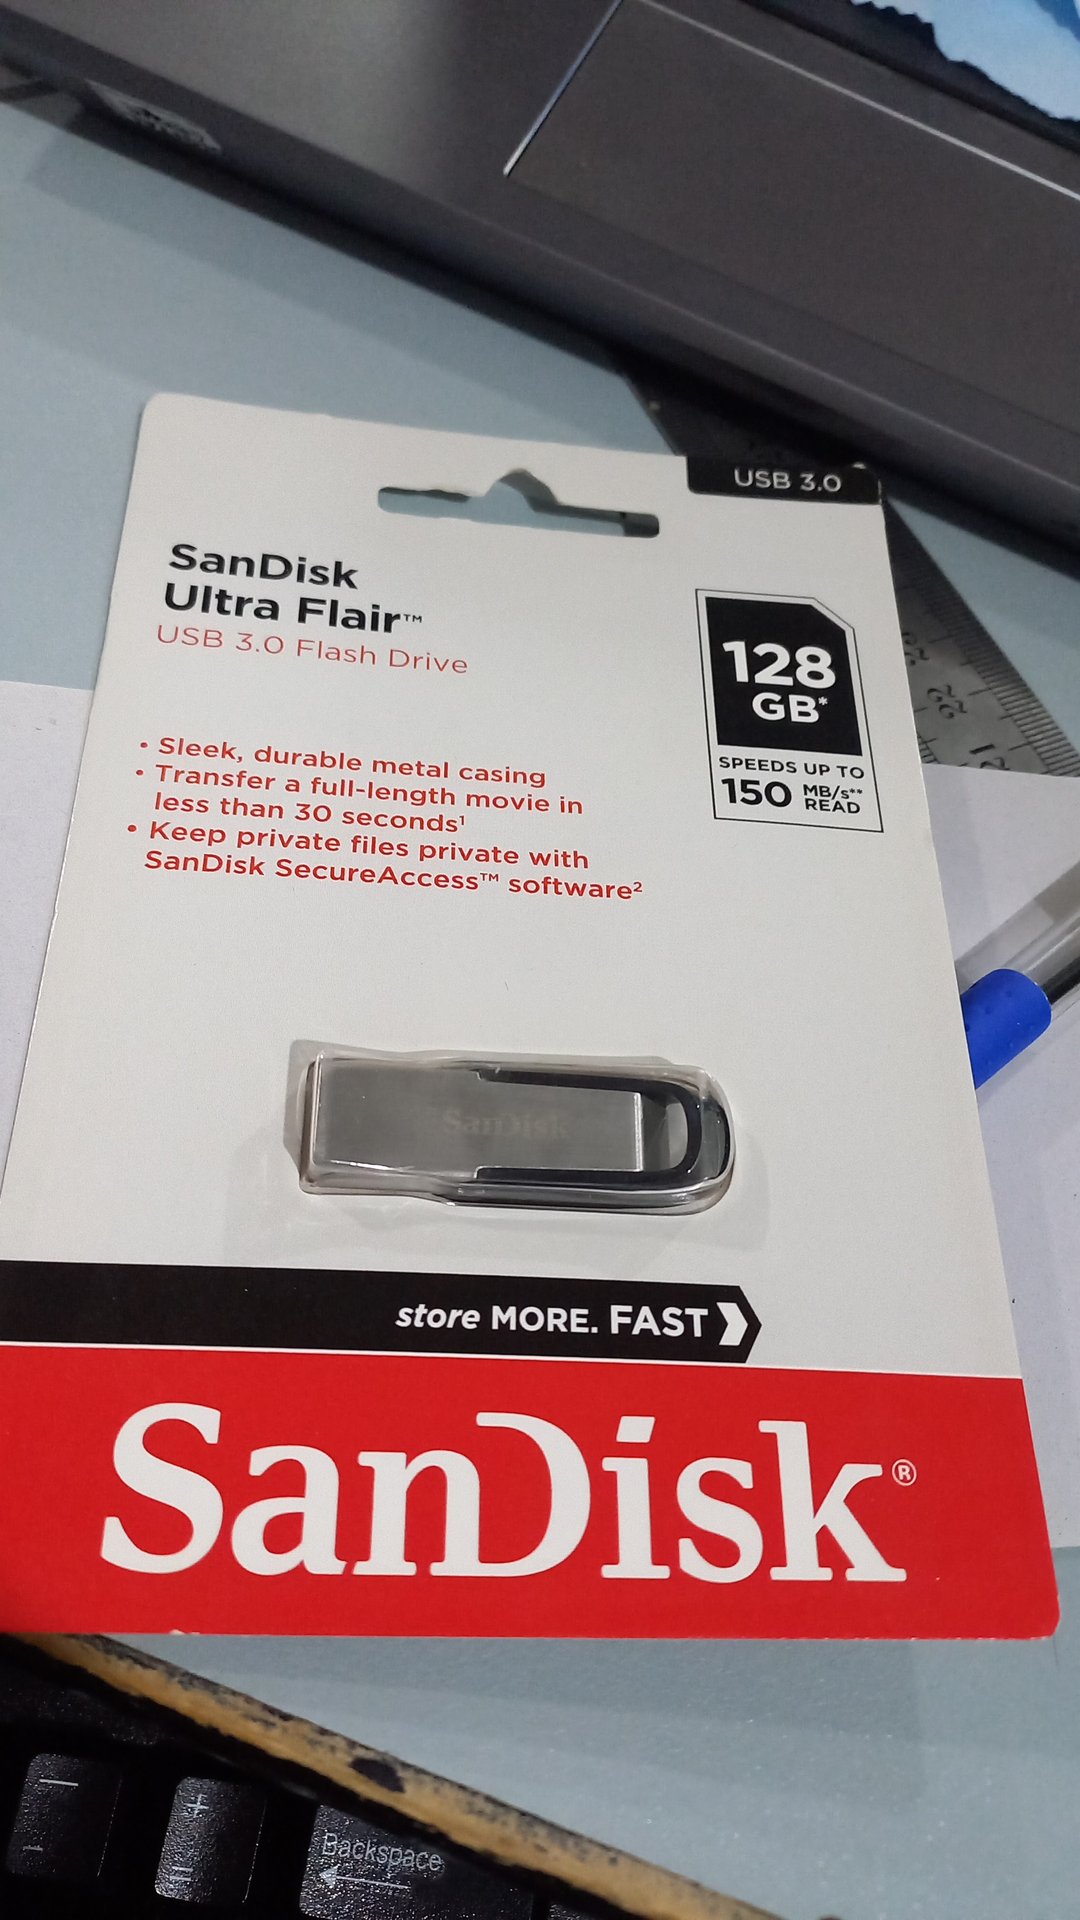 USB 3.0
SanDisk
Ultra Flair™
USB 3.0 Flash Drive
128
GB*
SPEEDS UP TO
150 MB/s** READ
• Sleek, durable metal casing
• Transfer a full-length movie in
less than 30 seconds¹
• Keep private files private with
SanDisk SecureAccess™ software²
SanDisk
store MORE. FAST
SanDisk®
Backspace